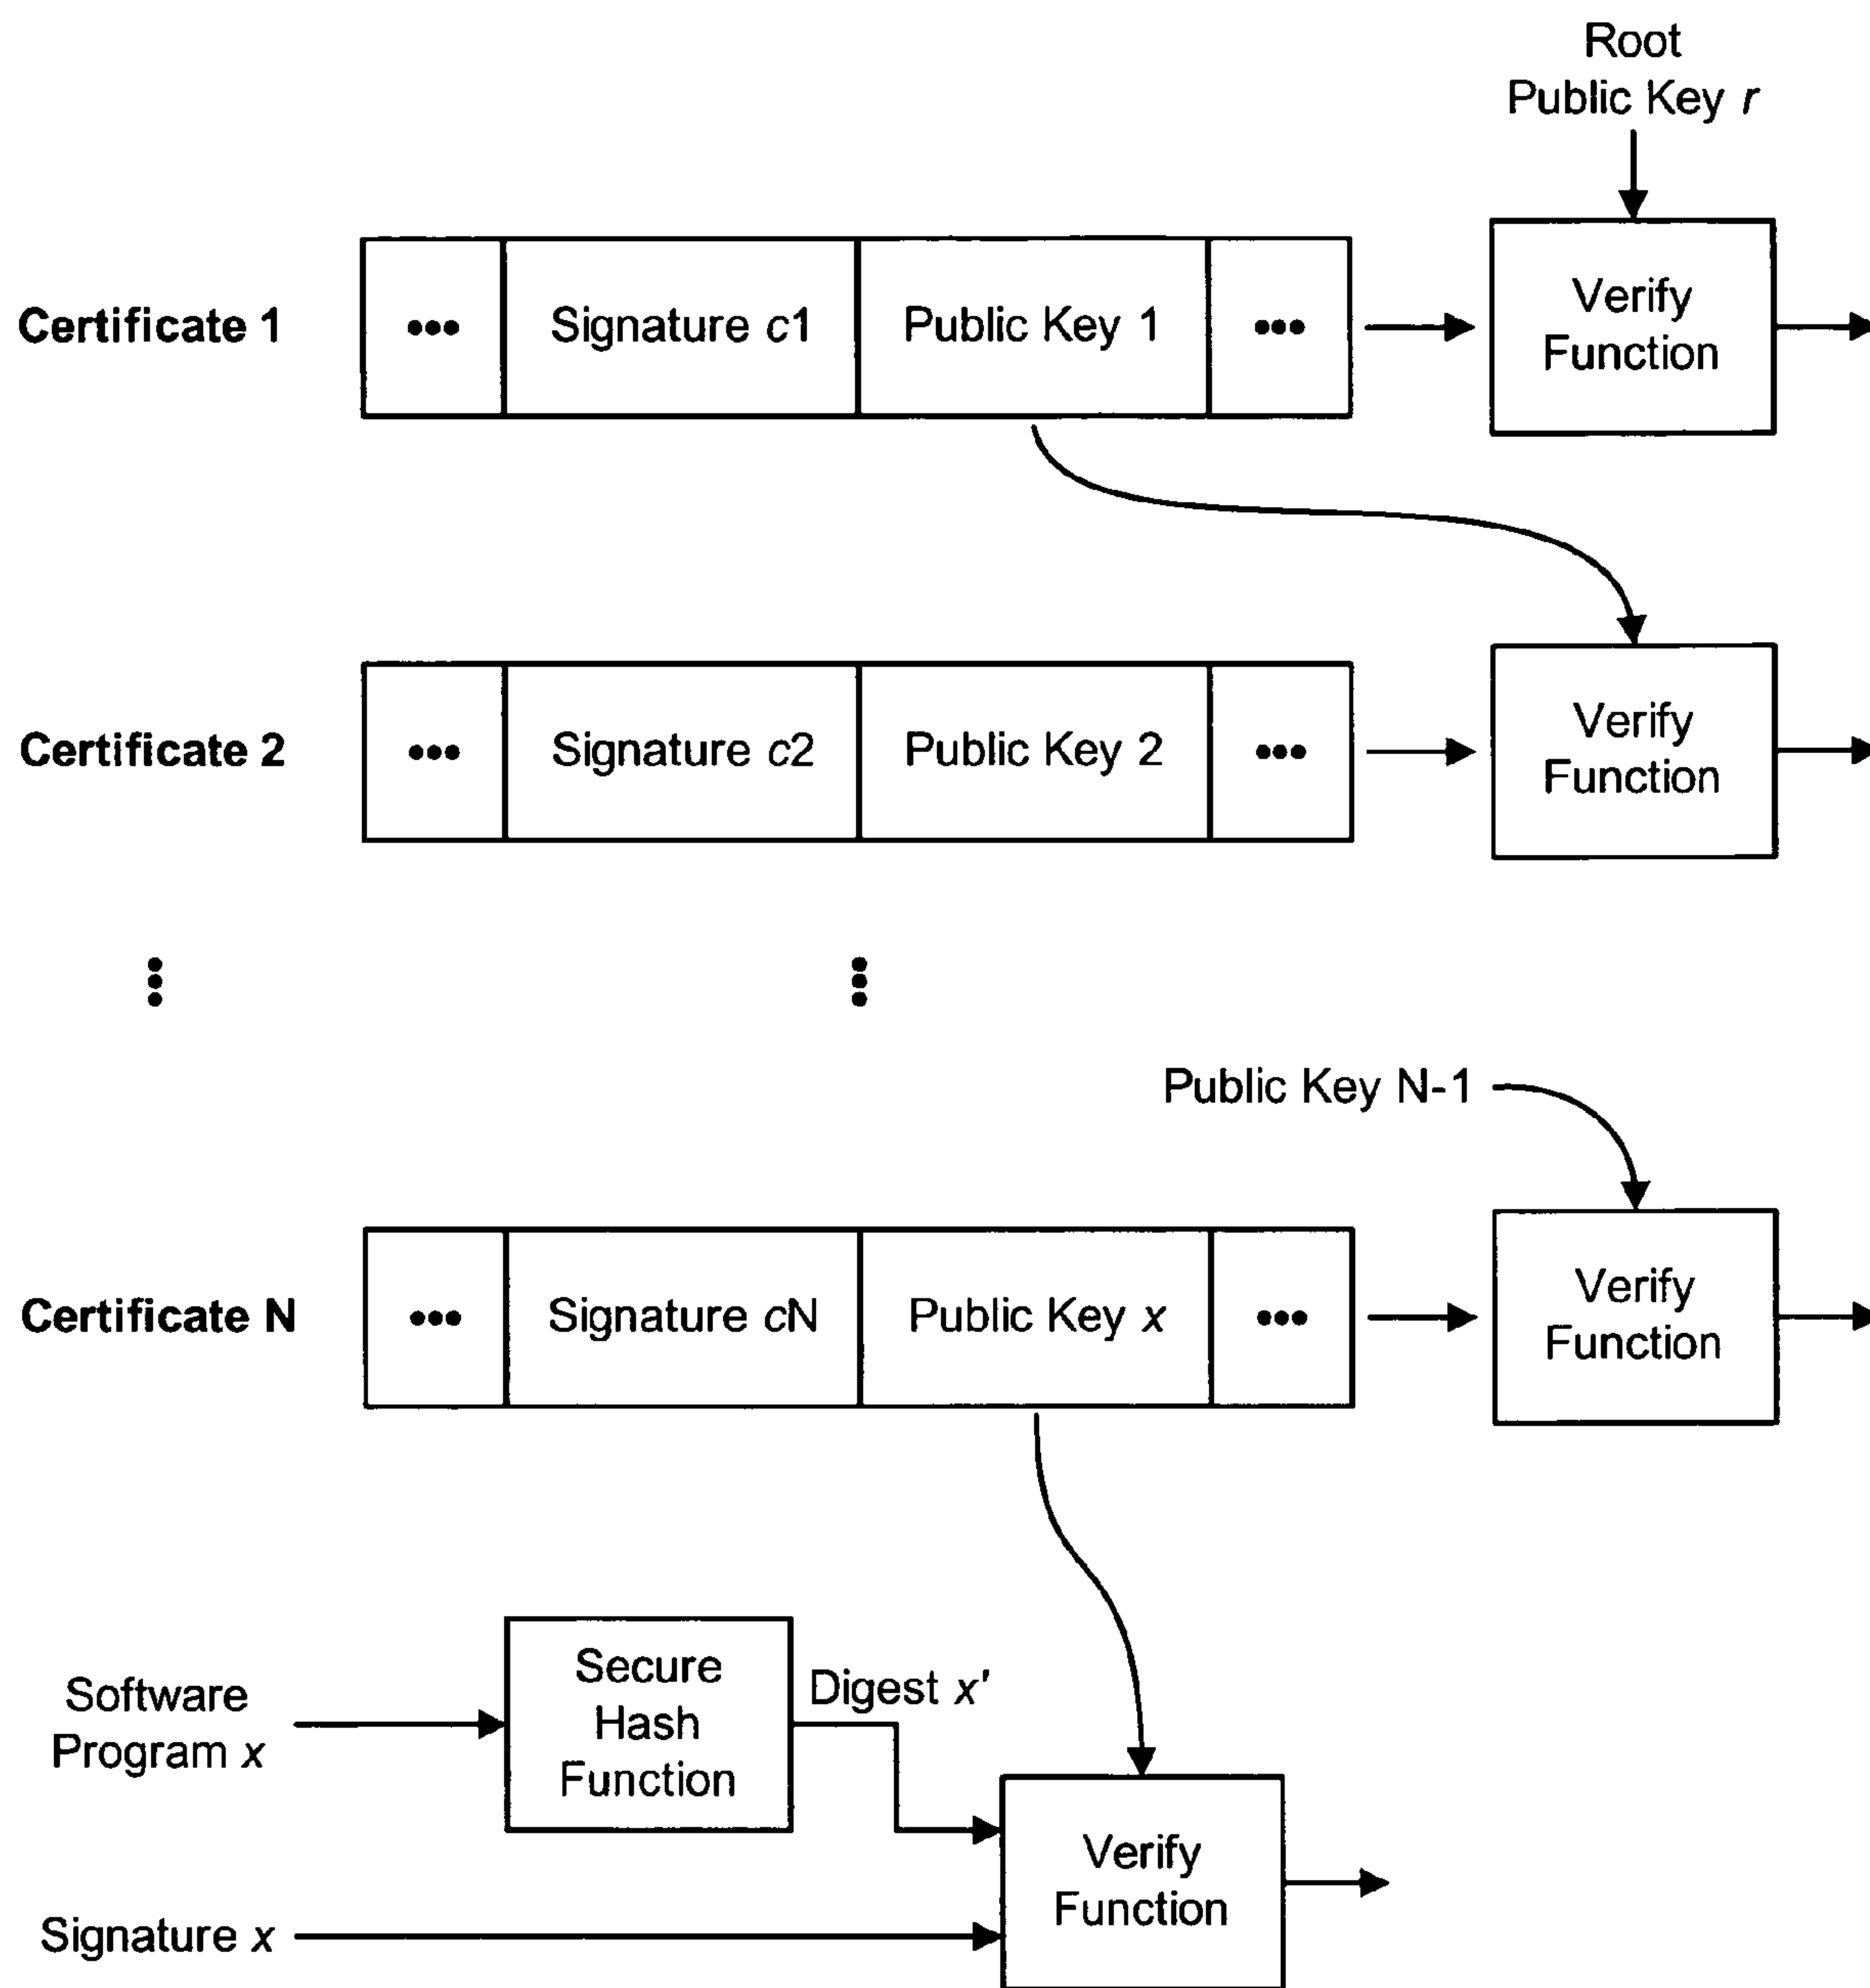 Root
Public Key r
Certificate 1
••• Signature c1 Public Key 1 •••
Verify
Function
Certificate 2
••• Signature c2 Public Key 2 •••
Verify
Function
Public Key N-1
Certificate N
••• Signature cN Public Key x •••
Verify
Function
Software
Program x
Secure
Hash
Function
Digest x'
Verify
Function
Signature x